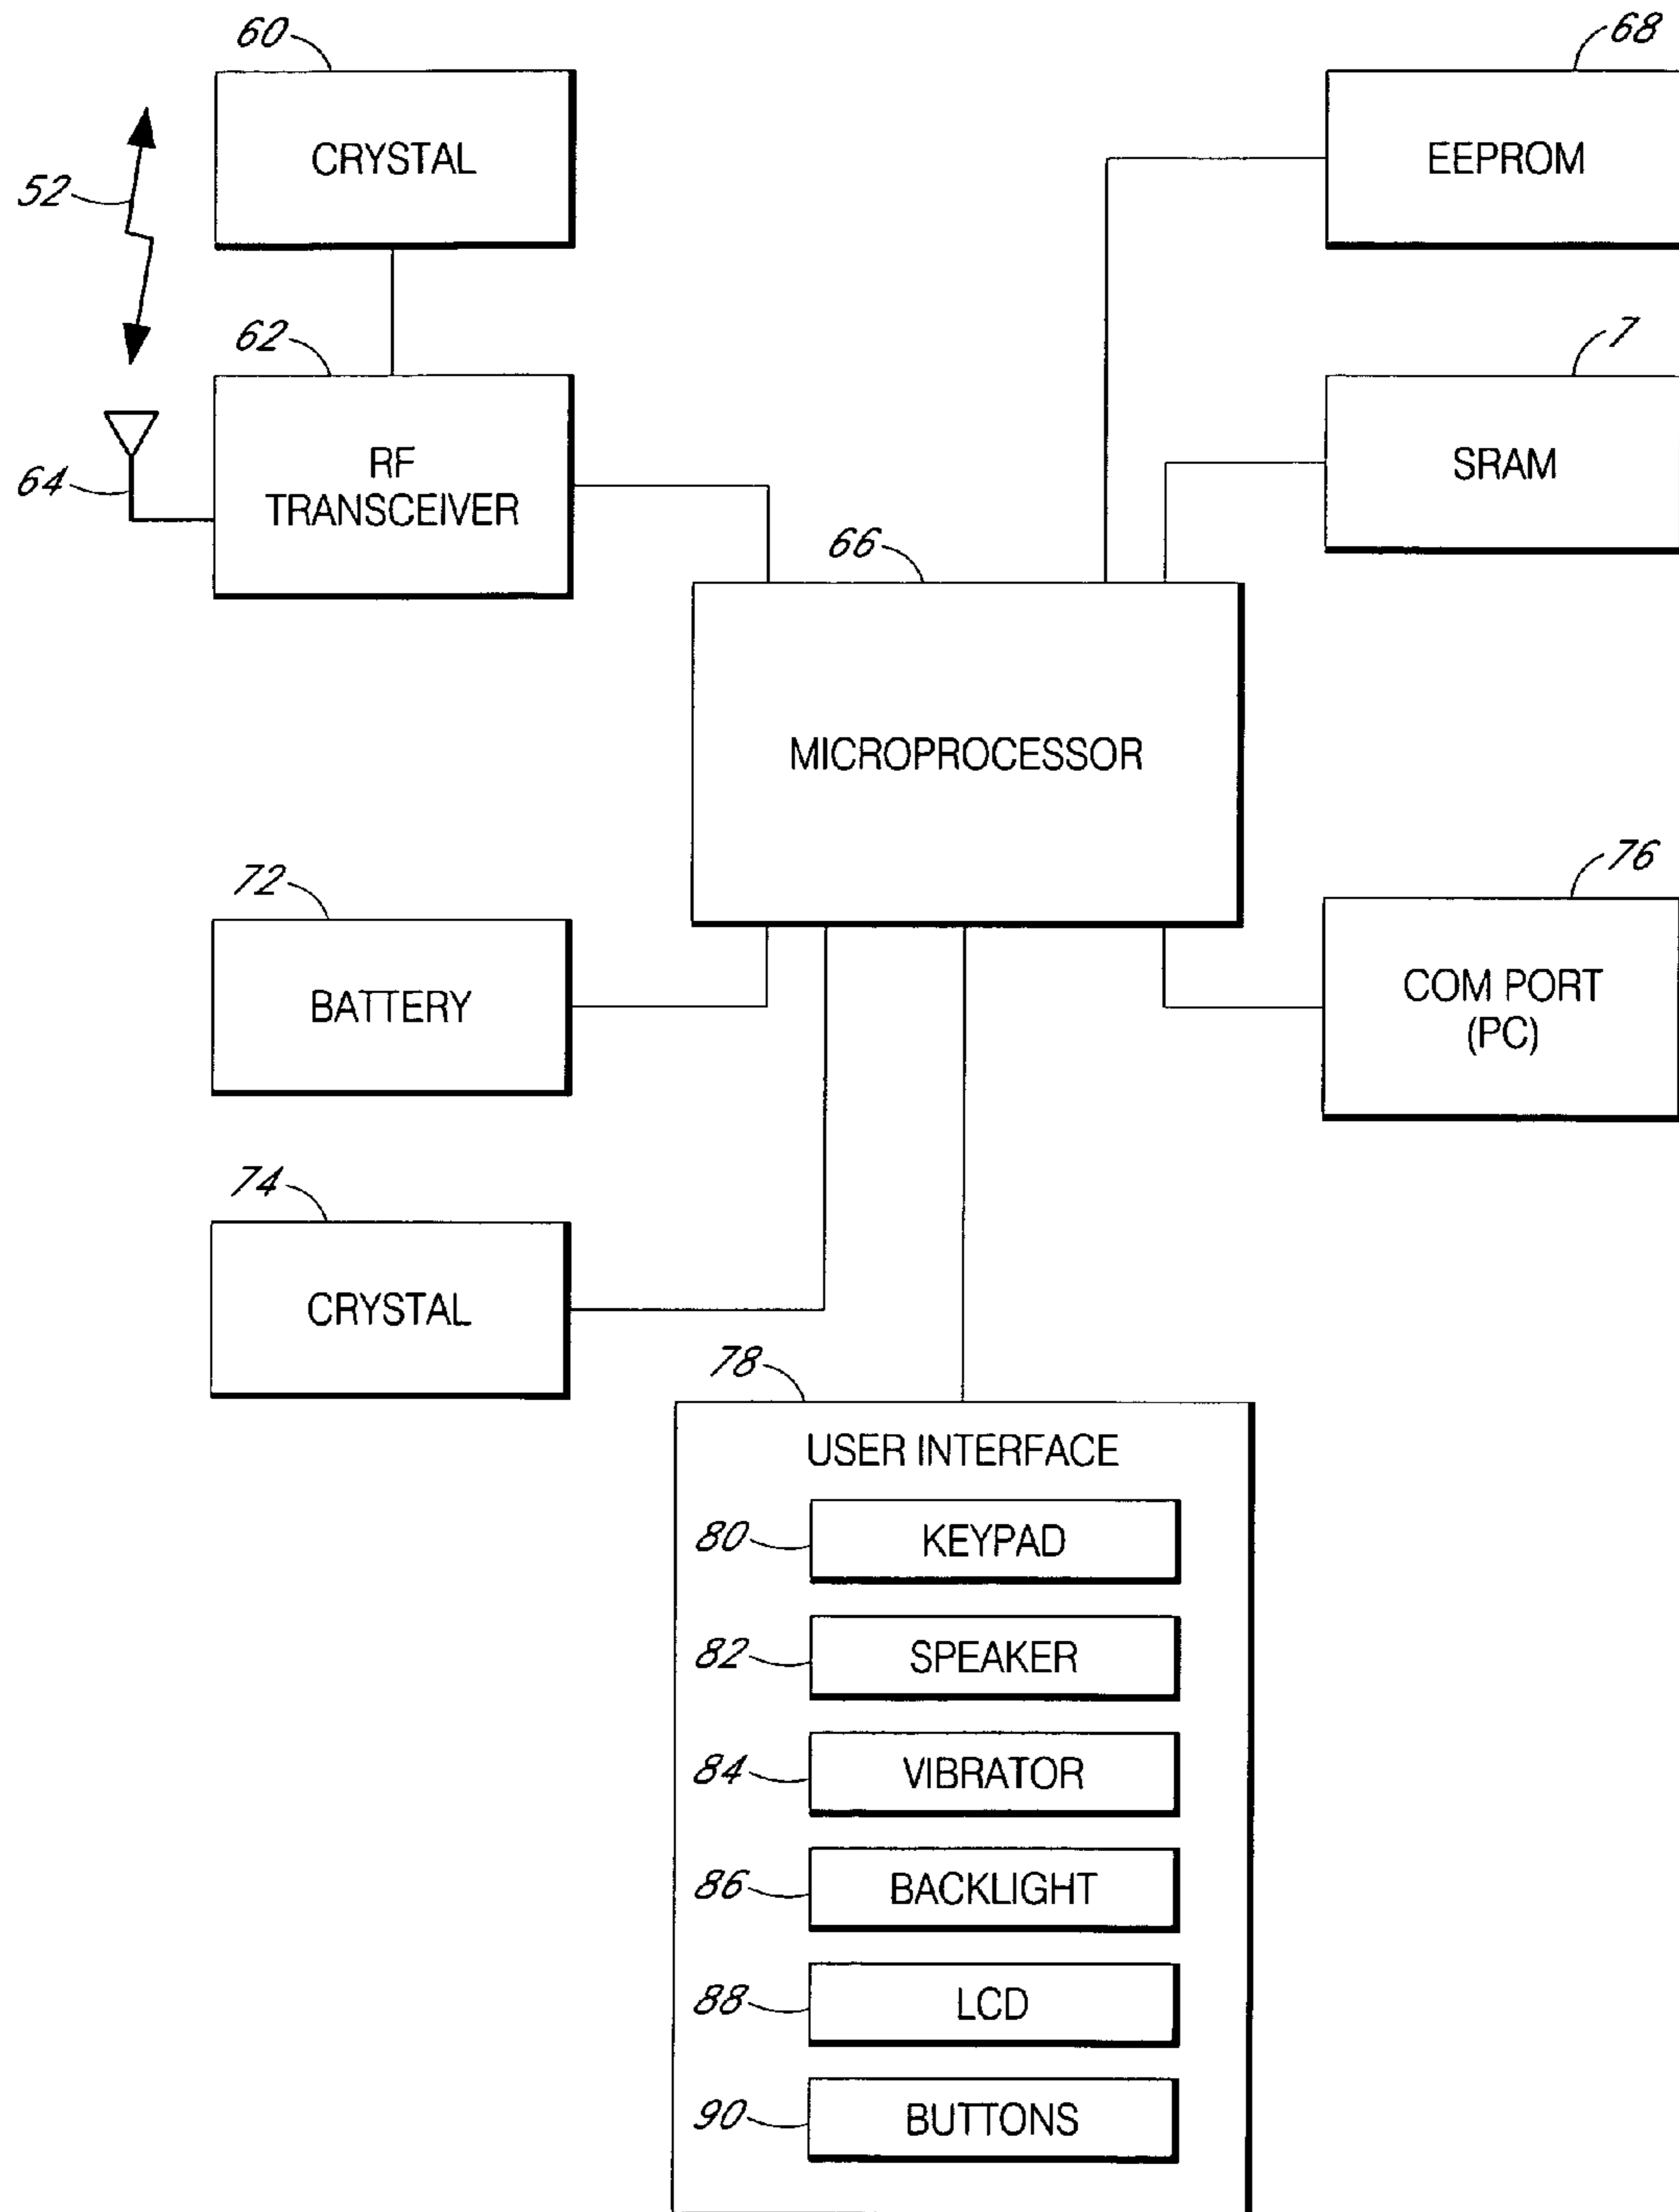 60
CRYSTAL
52
68
EEPROM
62
RF
TRANSCEIVER
64
7
SRAM
66
MICROPROCESSOR
72
BATTERY
76
COM PORT
(PC)
74
CRYSTAL
78
USER INTERFACE
80 KEYPAD
82 SPEAKER
84 VIBRATOR
86 BACKLIGHT
88 LCD
90 BUTTONS